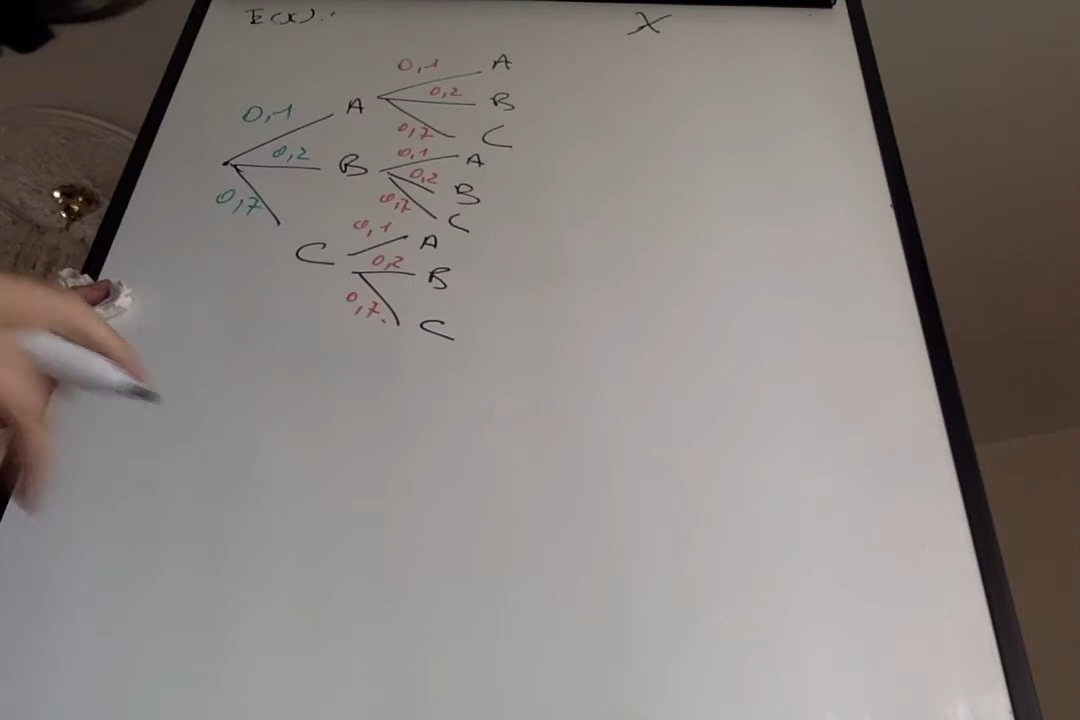 E(X):
X
0,1 A
0,1 A 0,2 B
0,7 C
0,2 B 0,1 A
0,2 B
0,7 C
0,7 C 0,1 A
0,2 B
0,7. C